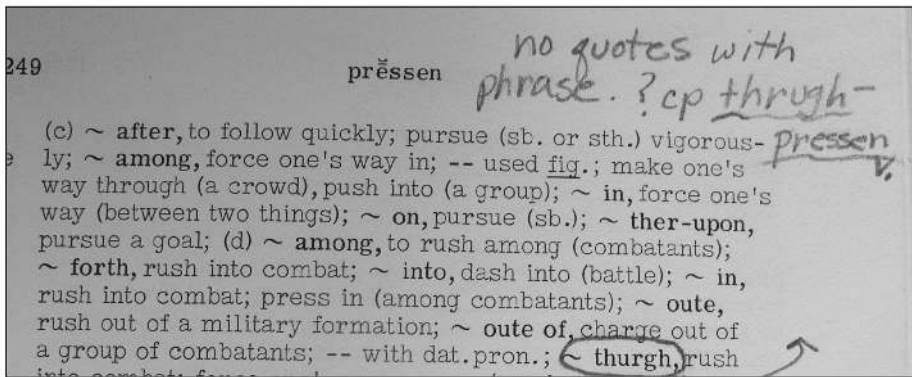 no quotes with
249 prĕssen
phrase. ? cp thrugh-
pressen
v.
(c) ~ after, to follow quickly; pursue (sb. or sth.) vigorous-
ly; ~ among, force one's way in; -- used fig.; make one's
way through (a crowd), push into (a group); ~ in, force one's
way (between two things); ~ on, pursue (sb.); ~ ther-upon,
pursue a goal; (d) ~ among, to rush among (combatants);
~ forth, rush into combat; ~ into, dash into (battle); ~ in,
rush into combat; press in (among combatants); ~ oute,
rush out of a military formation; ~ oute of, charge out of
a group of combatants; -- with dat. pron.; ~ thurgh, rush
into combat; force